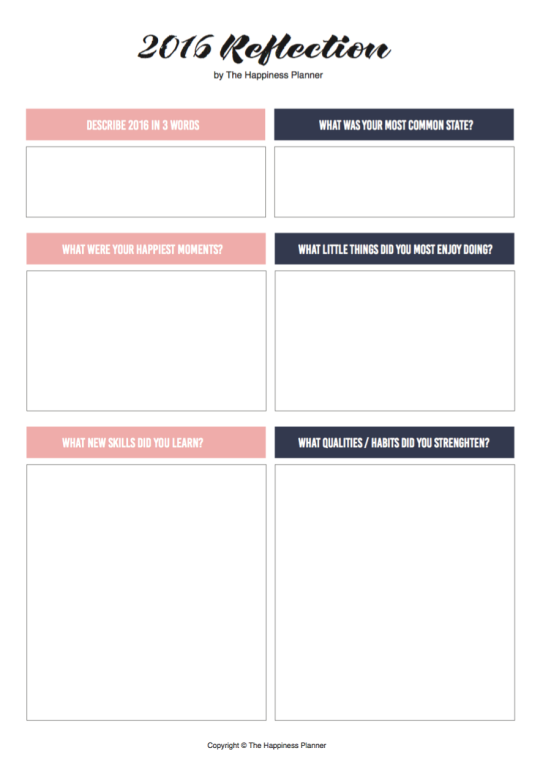 2016 Reflection
by The Happiness Planner
DESCRIBE 2016 IN 3 WORDS
WHAT WAS YOUR MOST COMMON STATE?
WHAT WERE YOUR HAPPIEST MOMENTS?
WHAT LITTLE THINGS DID YOU MOST ENJOY DOING?
WHAT NEW SKILLS DID YOU LEARN?
WHAT QUALITIES / HABITS DID YOU STRENGHTEN?
Copyright © The Happiness Planner